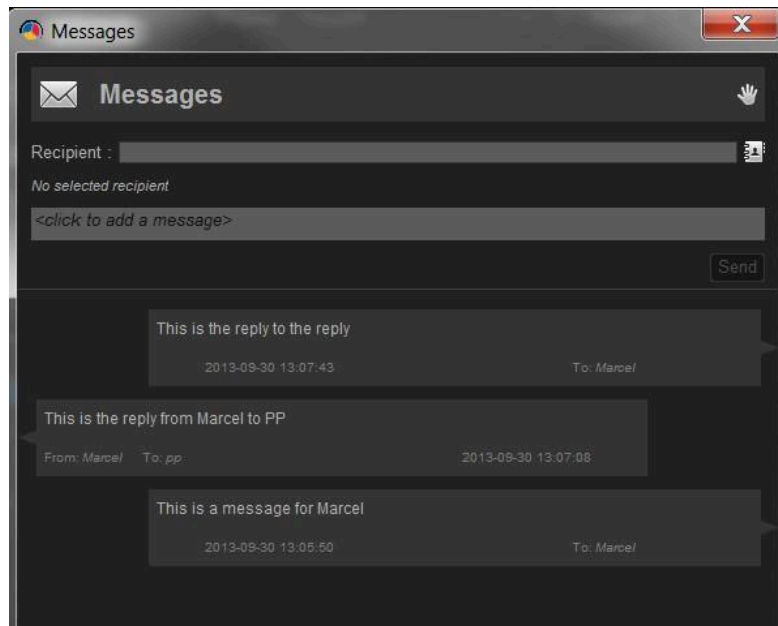 Messages
Messages
Recipient :
No selected recipient
<click to add a message>
Send
This is the reply to the reply
2013-09-30 13:07:43 To: Marcel
This is the reply from Marcel to PP
From: Marcel To: pp 2013-09-30 13:07:08
This is a message for Marcel
2013-09-30 13:05:50 To: Marcel